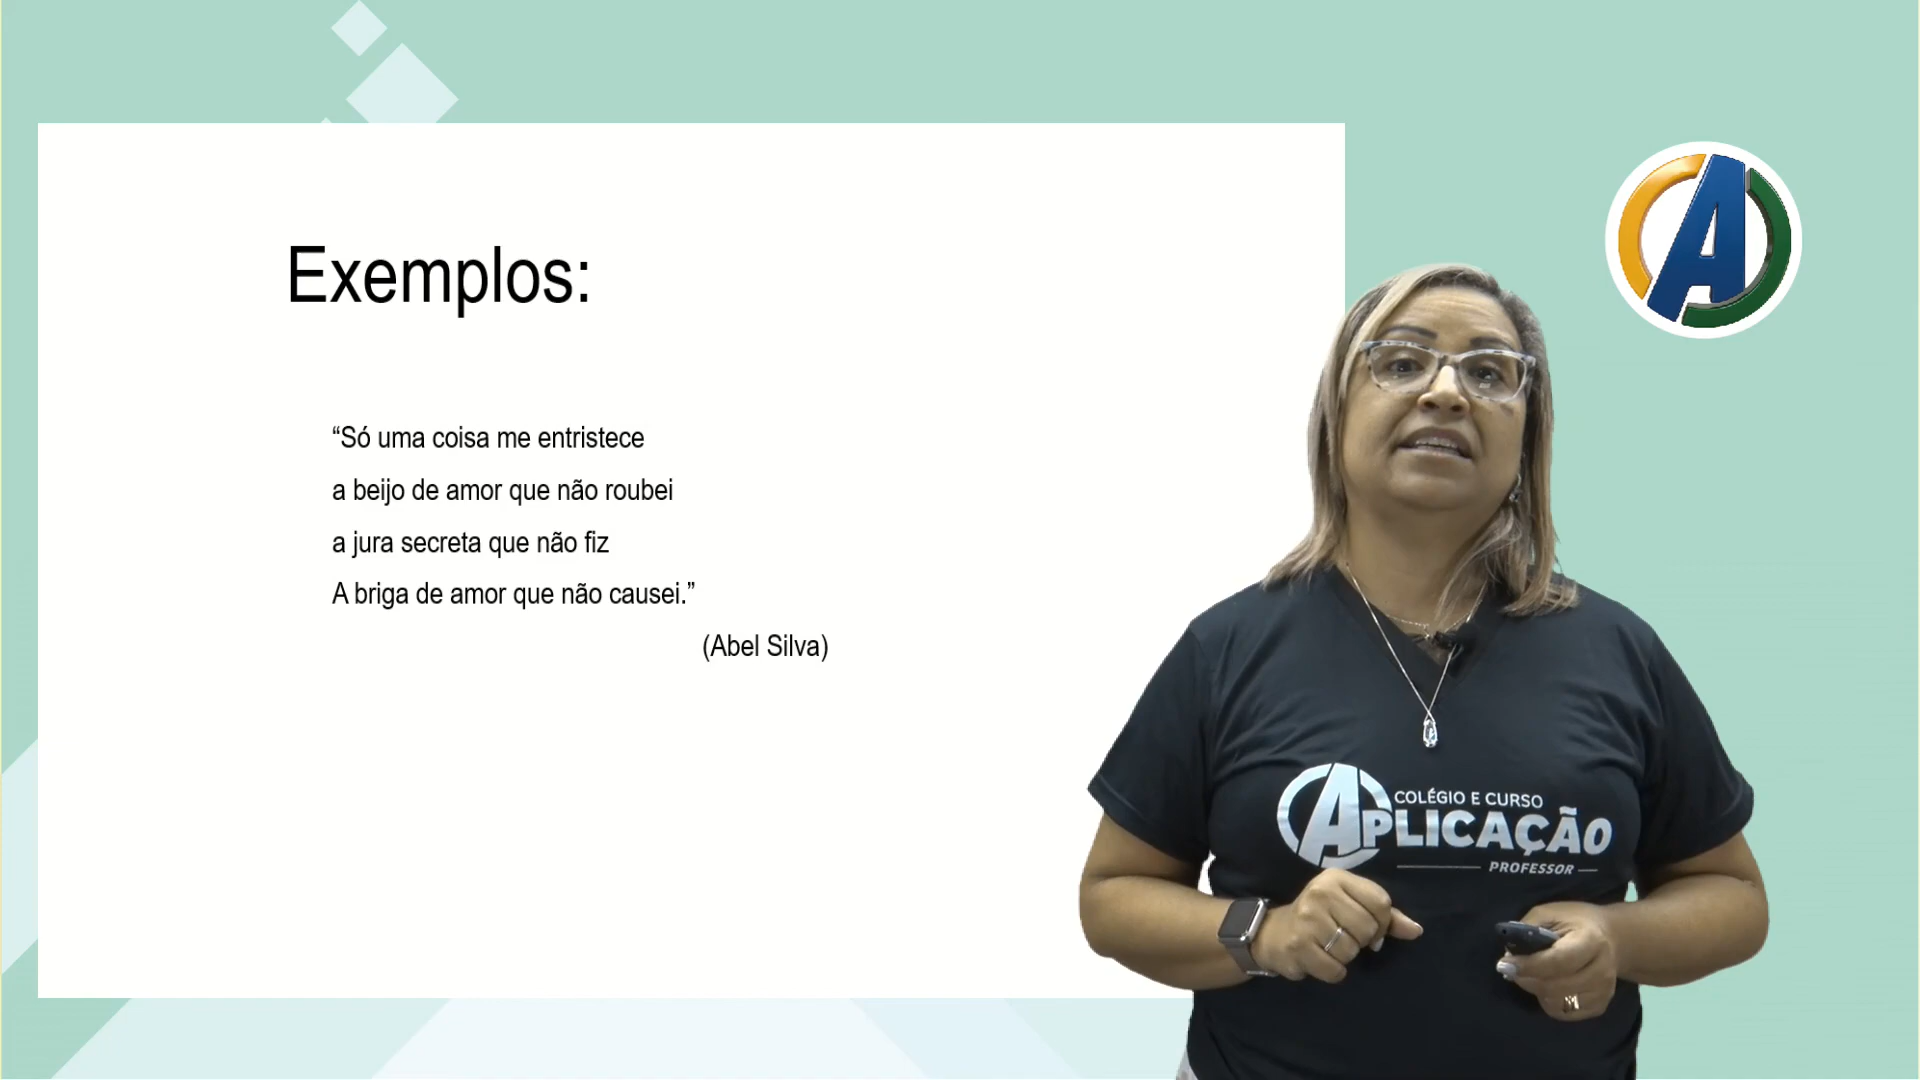 Exemplos:
“Só uma coisa me entristece
a beijo de amor que não roubei
a jura secreta que não fiz
A briga de amor que não causei.”
(Abel Silva)
A
COLÉGIO E CURSO
APLICAÇÃO
PROFESSOR